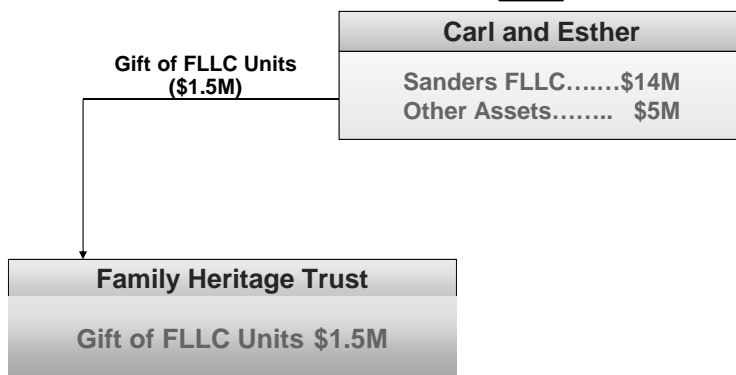 Carl and Esther
Gift of FLLC Units
($1.5M)
Sanders FLLC…....$14M
Other Assets…….. $5M
Family Heritage Trust
Gift of FLLC Units $1.5M